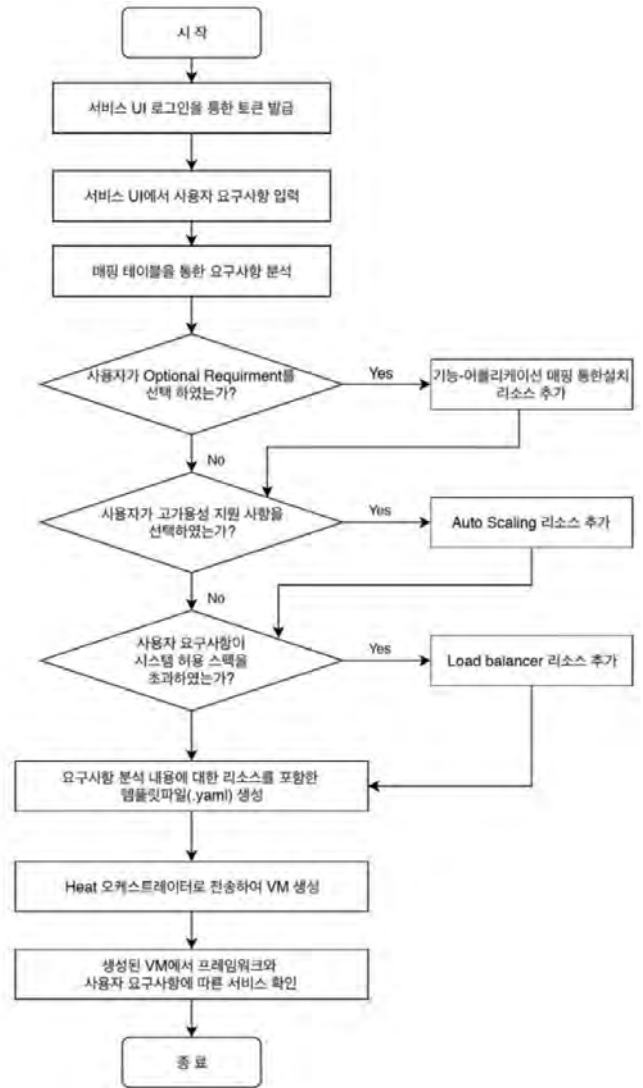 시 작
서비스 UI 로그인을 통한 토큰 발급
서비스 UI에서 사용자 요구사항 입력
매핑 테이블을 통한 요구사항 분석
사용자가 Optional Requirment를
선택 하였는가?
Yes
기능-어플리케이션 매핑 통한설치
리소스 추가
No
사용자가 고가용성 지원 사항을
선택하였는가?
Yes
Auto Scaling 리소스 추가
No
사용자 요구사항이
시스템 허용 스펙을
초과하였는가?
Yes
Load balancer 리소스 추가
요구사항 분석 내용에 대한 리소스를 포함한
템플릿파일(.yaml) 생성
Heat 오케스트레이터로 전송하여 VM 생성
생성된 VM에서 프레임워크와
사용자 요구사항에 따른 서비스 확인
종 료